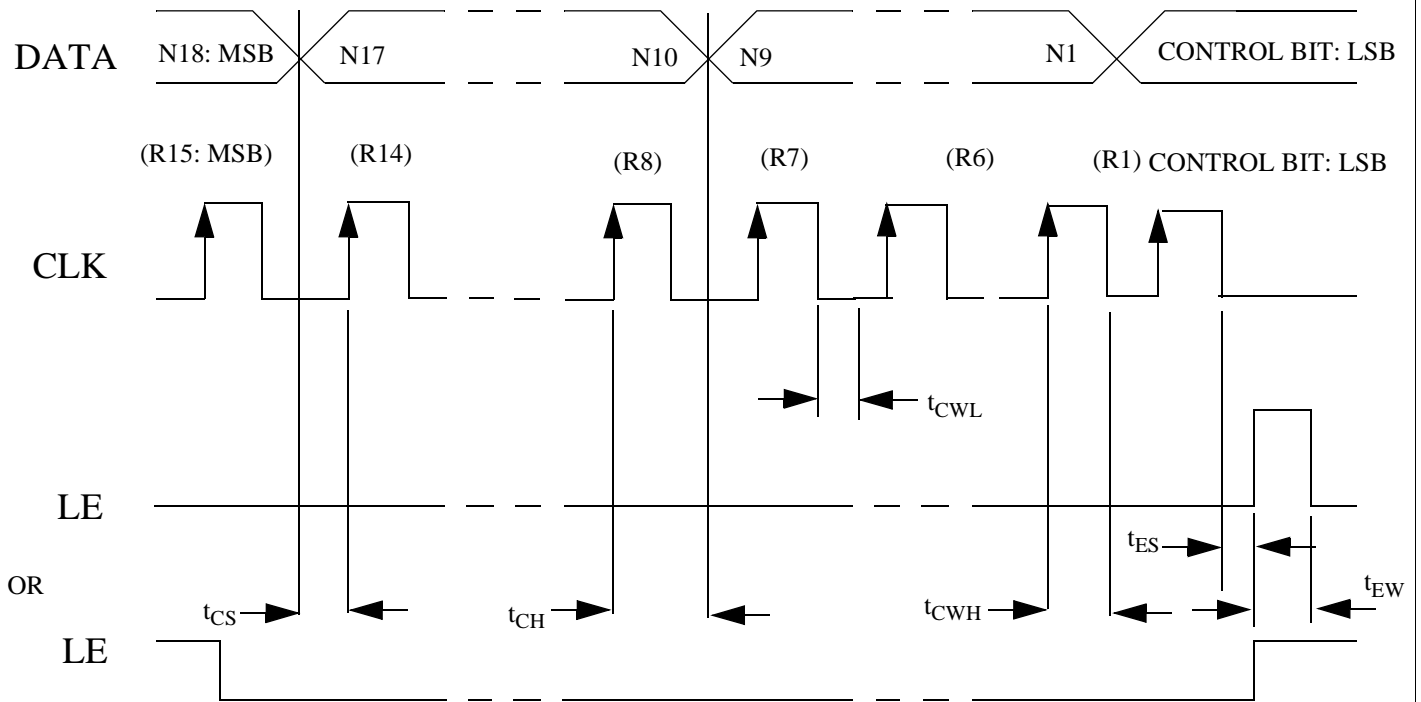 DATA N18: MSB N17 N10 N9 N1 CONTROL BIT: LSB
(R15: MSB) (R14) (R8) (R7) (R6) (R1) CONTROL BIT: LSB
CLK
tCWL
LE
tES
OR tCS tCH tCWH tEW
LE